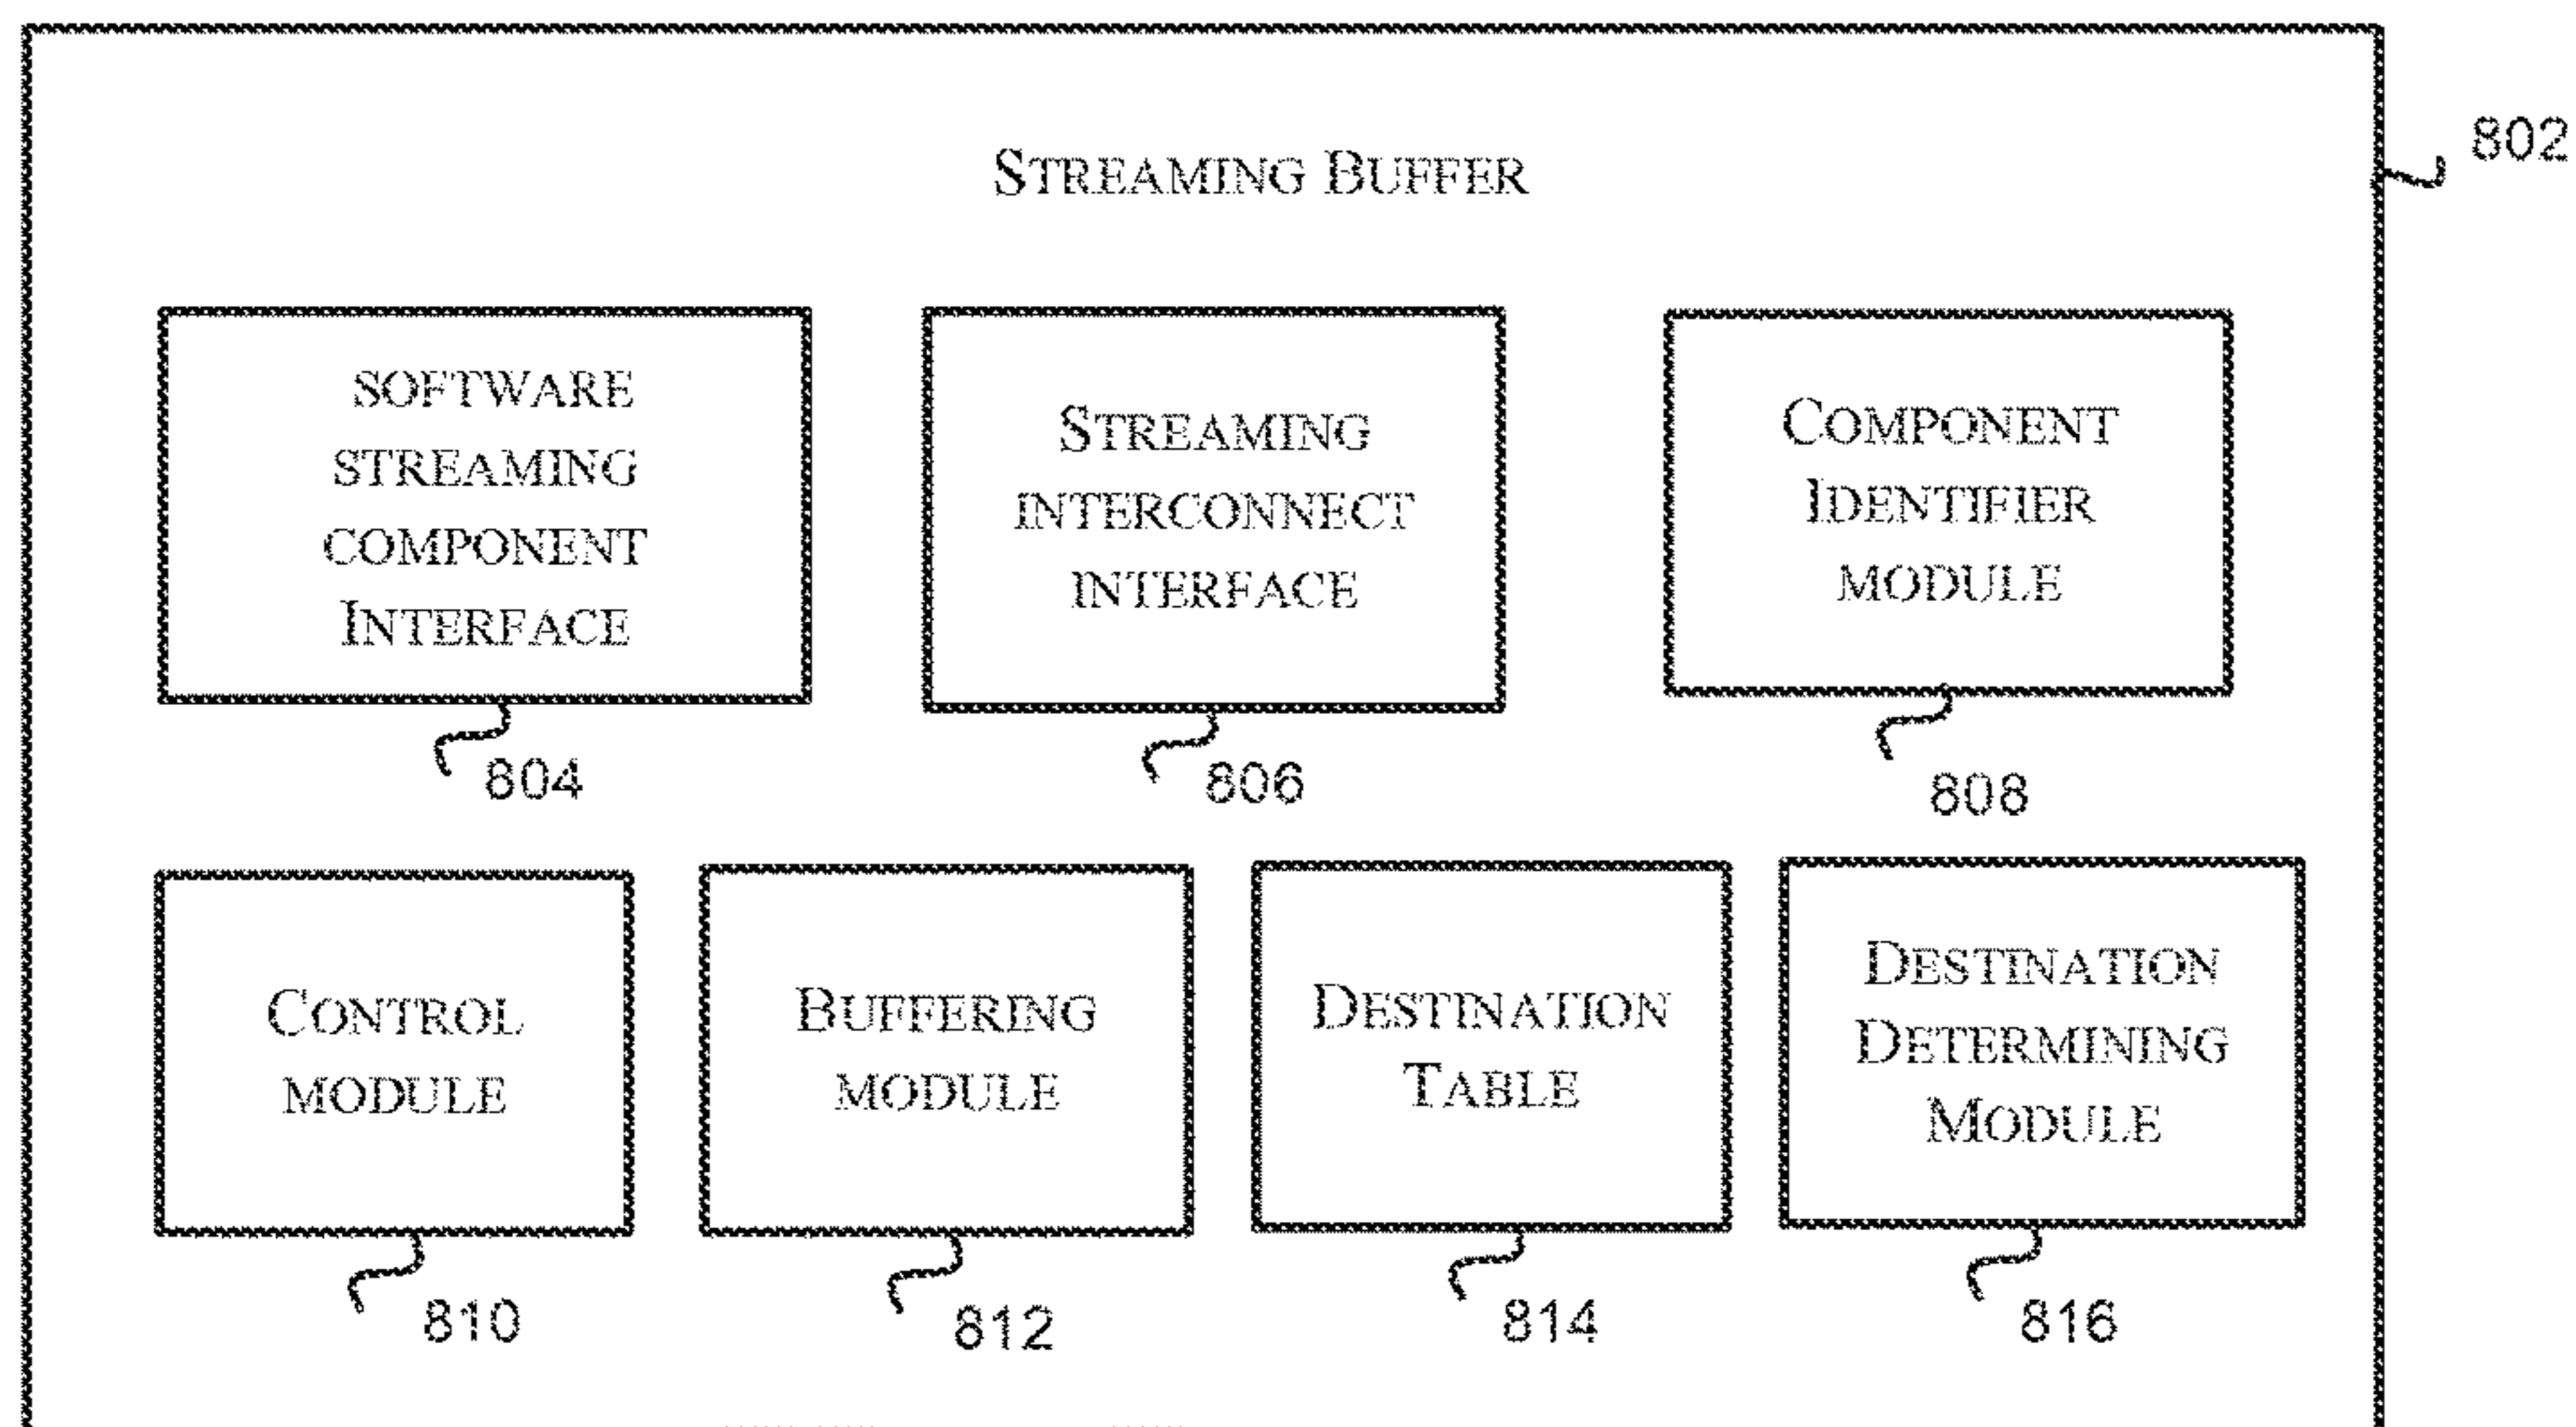 STREAMING BUFFER
802
SOFTWARE
STREAMING
COMPONENT
INTERFACE
804
STREAMING
INTERCONNECT
INTERFACE
806
COMPONENT
IDENTIFIER
MODULE
808
CONTROL
MODULE
810
BUFFERING
MODULE
812
DESTINATION
TABLE
814
DESTINATION
DETERMINING
MODULE
816